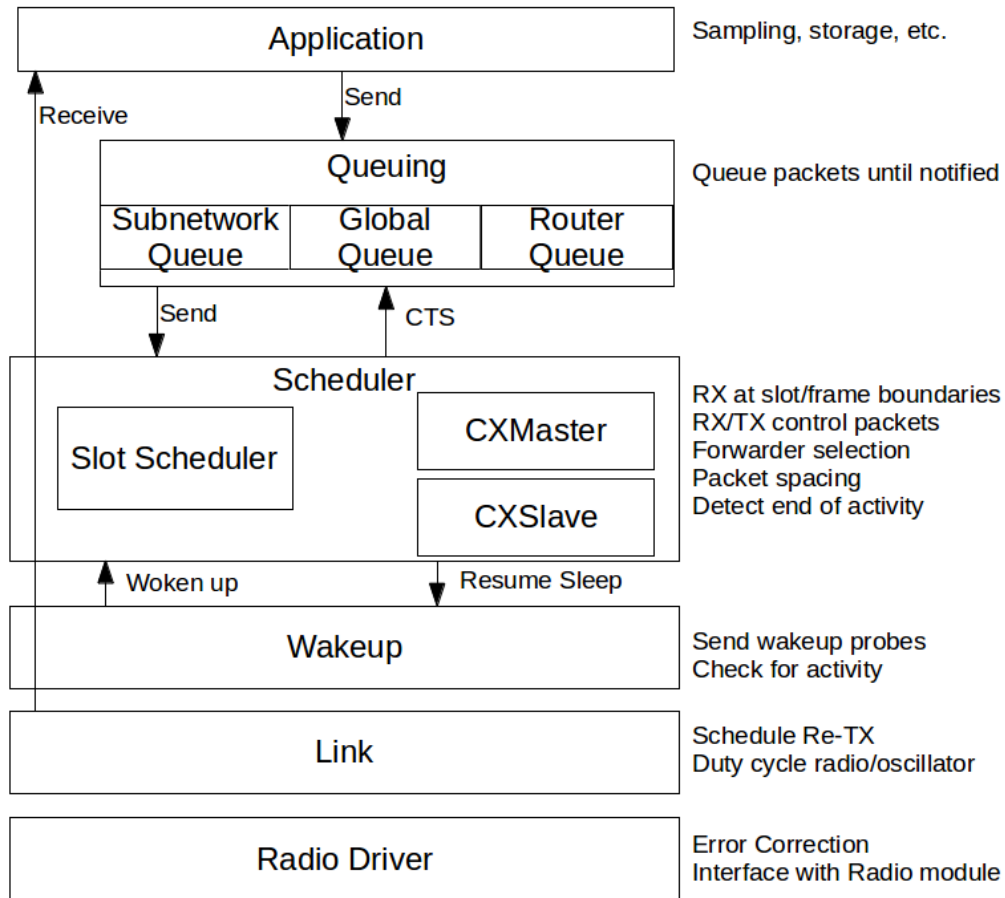 Application
Sampling, storage, etc.
Send
Receive
Queuing
Queue packets until notified
Subnetwork
Queue
Global
Queue
Router
Queue
Send
CTS
Scheduler
Slot Scheduler
CXMaster
CXSlave
RX at slot/frame boundaries
RX/TX control packets
Forwarder selection
Packet spacing
Detect end of activity
Woken up
Resume Sleep
Wakeup
Send wakeup probes
Check for activity
Link
Schedule Re-TX
Duty cycle radio/oscillator
Radio Driver
Error Correction
Interface with Radio module